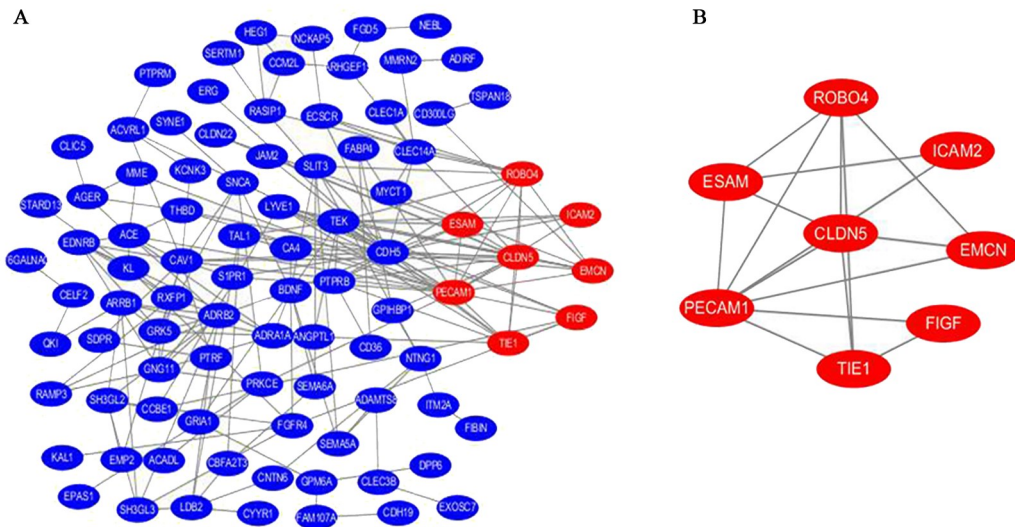 A
B
HEG1
NCKAP5
FGD5
NEBL
SERTM1
CCM2L
ARHGEF1
MMRN2
ADIRF
PTPRM
ERG
RASIP1
ECSCR
CLEC1A
CD300LG
TSPAN18
ACVRL1
SYNE1
CLDN22
JAM2
SLIT3
FABP4
CLEC14A
CLIC5
MME
KCNK3
SNCA
MYCT1
ROBO4
AGER
STARD13
THBD
LYVE1
TEK
ESAM
ICAM2
EDNRB
ACE
TAL1
CA4
CDH5
CLDN5
6GALNAC
KL
CAV1
S1PR1
BDNF
PTPRB
PECAM1
EMCN
CELF2
ARRB1
RXFP1
ADRB2
GPIHBP1
FIGF
QKI
SDPR
GRK5
ADRA1A
ANGPTL1
CD36
TIE1
GNG11
PTRF
NTNG1
RAMP3
SH3GL2
CCBE1
PRKCE
SEMA6A
ADAMTS8
ITM2A
GRIA1
FGFR4
SEMA5A
FIBIN
KAL1
EMP2
ACADL
CBFA2T3
CNTN6
GPM6A
DPP6
CLEC3B
EPAS1
SH3GL3
LDB2
CYYR1
FAM107A
CDH19
EXOSC7
ROBO4
ICAM2
ESAM
CLDN5
EMCN
PECAM1
FIGF
TIE1